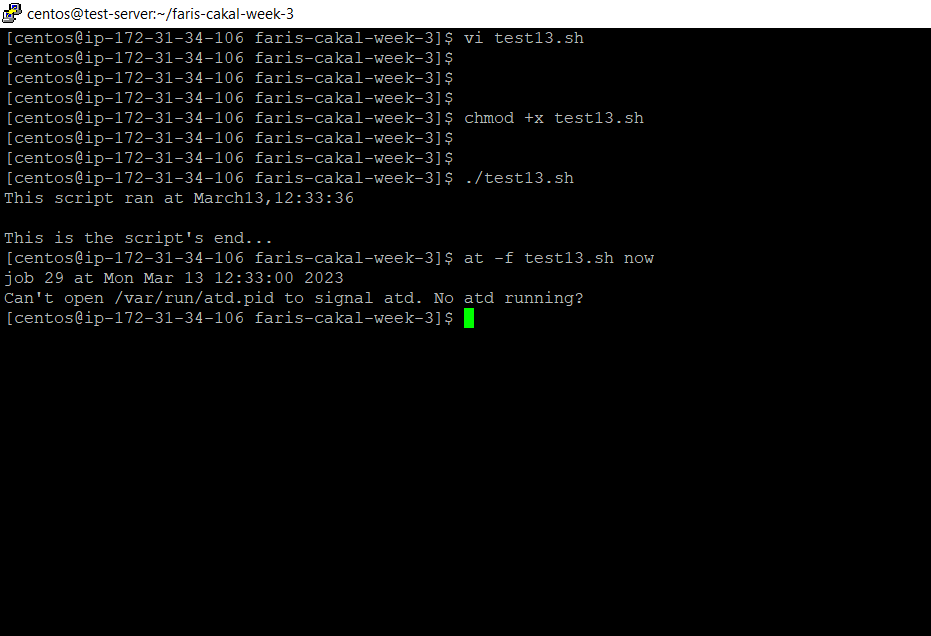 centos@test-server:~/faris-cakal-week-3
[centos@ip-172-31-34-106 faris-cakal-week-3]$ vi test13.sh
[centos@ip-172-31-34-106 faris-cakal-week-3]$
[centos@ip-172-31-34-106 faris-cakal-week-3]$
[centos@ip-172-31-34-106 faris-cakal-week-3]$
[centos@ip-172-31-34-106 faris-cakal-week-3]$ chmod +x test13.sh
[centos@ip-172-31-34-106 faris-cakal-week-3]$
[centos@ip-172-31-34-106 faris-cakal-week-3]$
[centos@ip-172-31-34-106 faris-cakal-week-3]$ ./test13.sh
This script ran at March13,12:33:36
This is the script's end...
[centos@ip-172-31-34-106 faris-cakal-week-3]$ at -f test13.sh now
job 29 at Mon Mar 13 12:33:00 2023
Can't open /var/run/atd.pid to signal atd. No atd running?
[centos@ip-172-31-34-106 faris-cakal-week-3]$